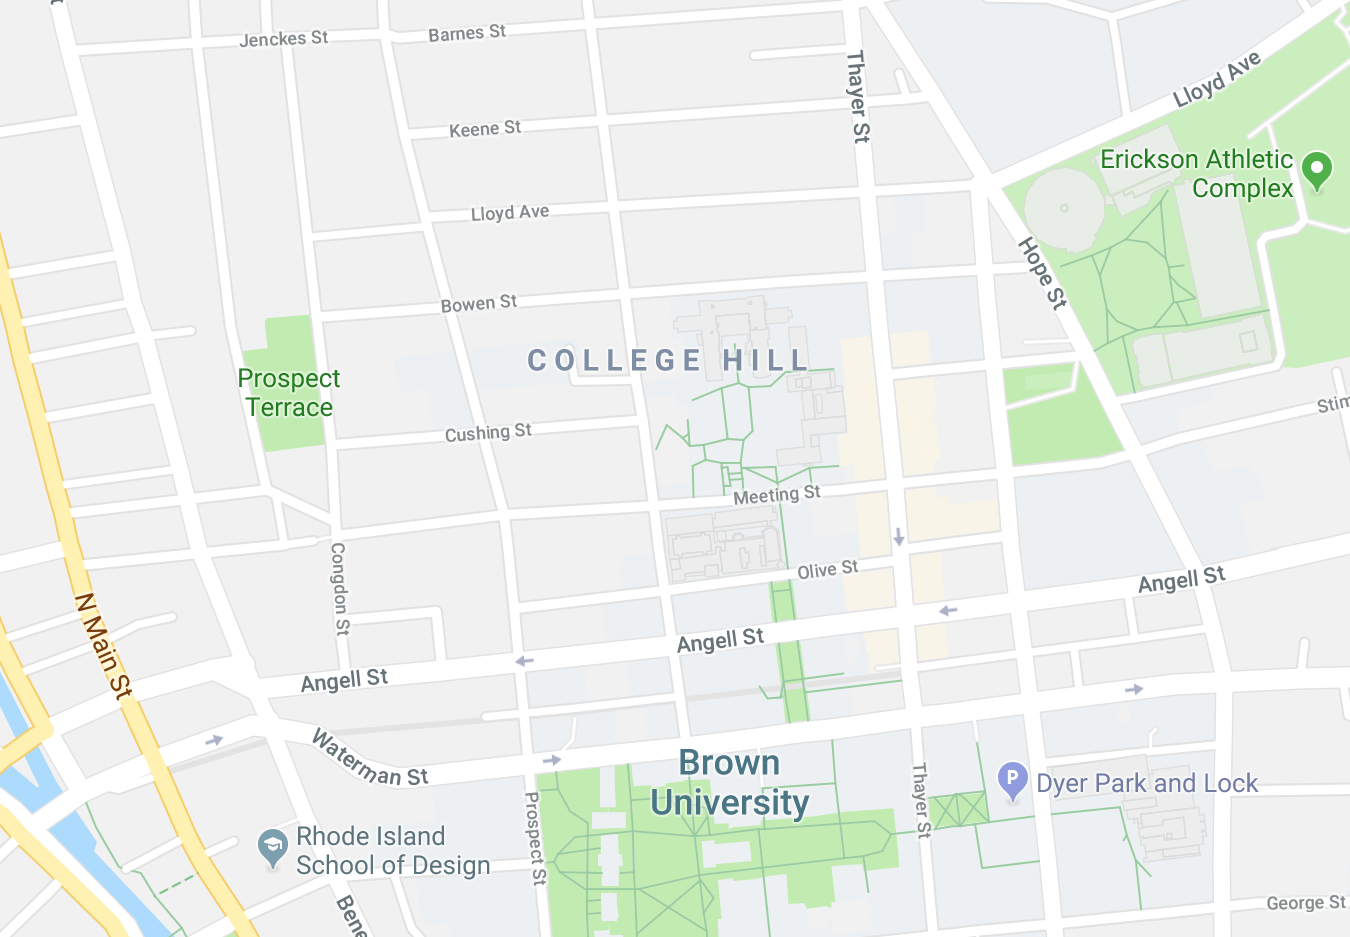 Jenckes St
Barnes St
Thayer St
Lloyd Ave
Keene St
Erickson Athletic
Complex
Lloyd Ave
Hope St
Bowen St
COLLEGE HILL
Prospect
Terrace
Cushing St
Stim
Meeting St
Congdon St
Olive St
Angell St
N Main St
Angell St
Angell St
Waterman St
Brown
University
Thayer St
Dyer Park and Lock
P
Prospect St
Rhode Island
School of Design
Bene
George St